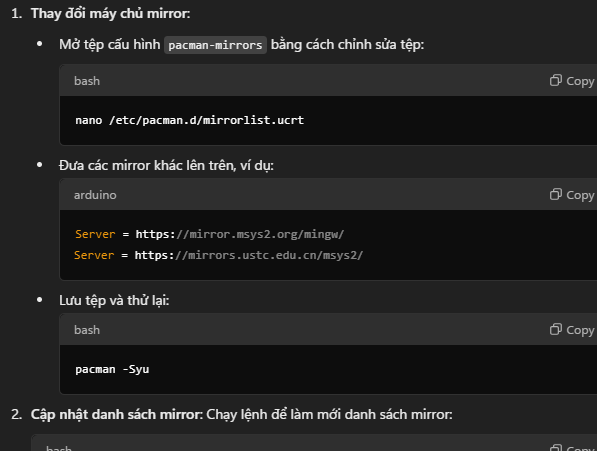 1. Thay đổi máy chủ mirror:
• Mở tệp cấu hình pacman-mirrors bằng cách chỉnh sửa tệp:
bash Copy
nano /etc/pacman.d/mirrorlist.ucrt
• Đưa các mirror khác lên trên, ví dụ:
arduino Copy
Server = https://mirror.msys2.org/mingw/
Server = https://mirrors.ustc.edu.cn/msys2/
• Lưu tệp và thử lại:
bash Copy
pacman -Syu
2. Cập nhật danh sách mirror: Chạy lệnh để làm mới danh sách mirror:
bash Copy